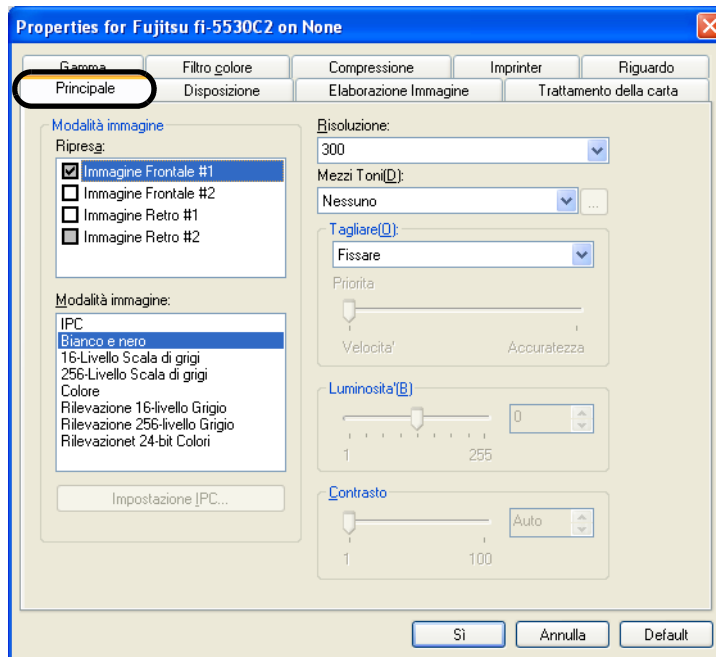 Properties for Fujitsu fi-5530C2 on None
Gamma
Filtro colore
Compressione
Imprinter
Riguardo
Principale
Disposizione
Elaborazione Immagine
Trattamento della carta
Modalità immagine
Ripresa:
Immagine Frontale #1
Immagine Frontale #2
Immagine Retro #1
Immagine Retro #2
Modalità immagine:
IPC
Bianco e nero
16-Livello Scala di grigi
256-Livello Scala di grigi
Colore
Rilevazione 16-livello Grigio
Rilevazione 256-livello Grigio
Rilevazionet 24-bit Colori
Impostazione IPC...
Risoluzione:
300
Mezzi Toni(D):
Nessuno
...
Tagliare(O):
Fissare
Priorita
Velocita'
Accuratezza
Luminosita'(B)
0
1
255
Contrasto
Auto
1
100
Sì
Annulla
Default